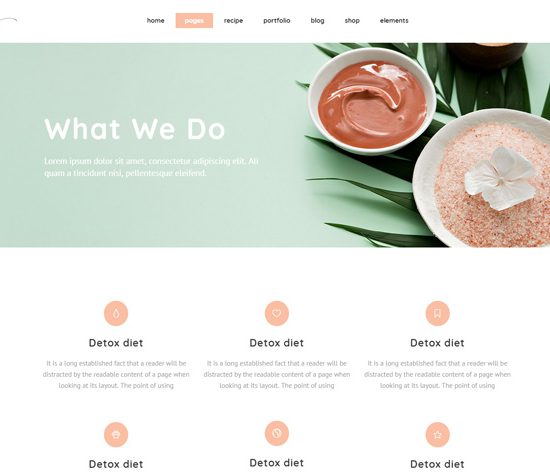 home pages recipe portfolio blog shop elements
What We Do
Lorem ipsum dolor sit amet, consectetur adipiscing elit. Ali
quam a tincidunt nisi, pellentesque eleifend.
Detox diet
It is a long established fact that a reader will be
distracted by the readable content of a page when
looking at its layout. The point of using
Detox diet
It is a long established fact that a reader will be
distracted by the readable content of a page when
looking at its layout. The point of using
Detox diet
It is a long established fact that a reader will be
distracted by the readable content of a page when
looking at its layout. The point of using
Detox diet
Detox diet
Detox diet